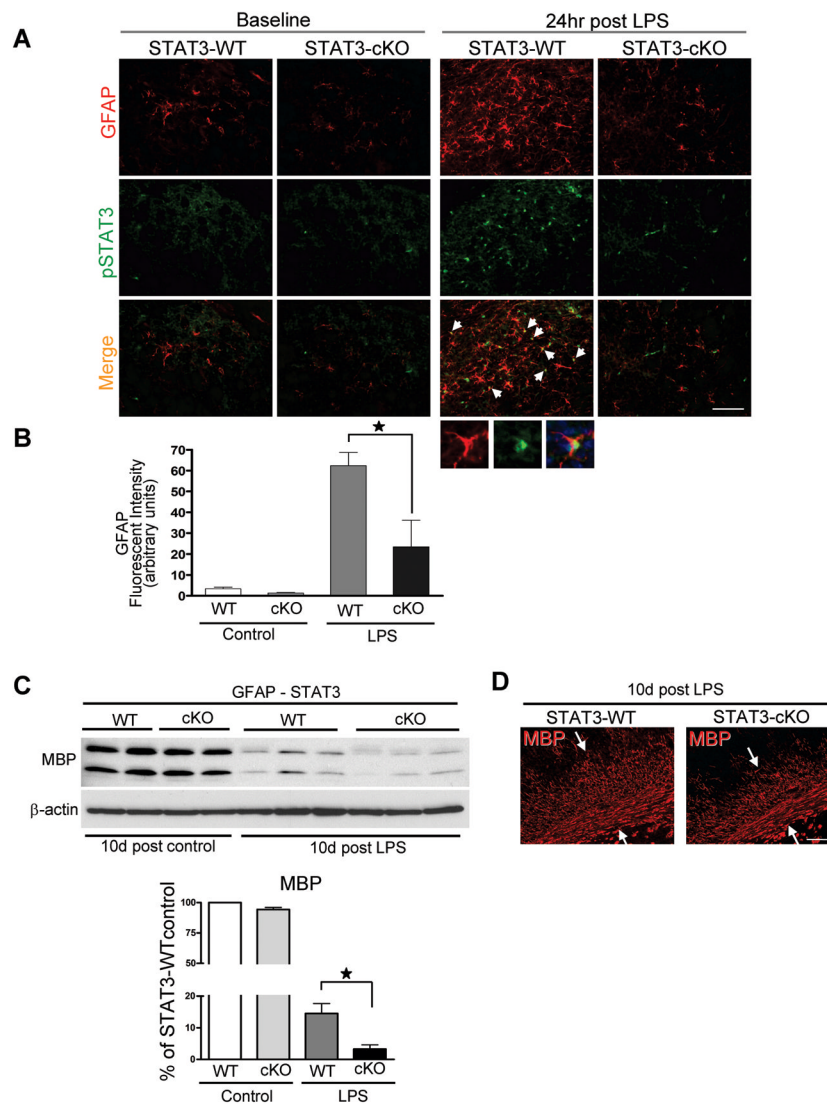 A
Baseline
24hr post LPS
STAT3-WT
STAT3-cKO
STAT3-WT
STAT3-cKO
GFAP
pSTAT3
Merge
B
GFAP
Fluorescent Intensity
(arbitrary units)
70
60
50
40
30
20
10
0
WT
cKO
WT
cKO
Control
LPS
C
GFAP - STAT3
WT
cKO
WT
cKO
MBP
β-actin
10d post control
10d post LPS
MBP
% of STAT3-WTcontrol
100
75
50
20
10
0
WT
cKO
WT
cKO
Control
LPS
D
10d post LPS
STAT3-WT
STAT3-cKO
MBP
MBP